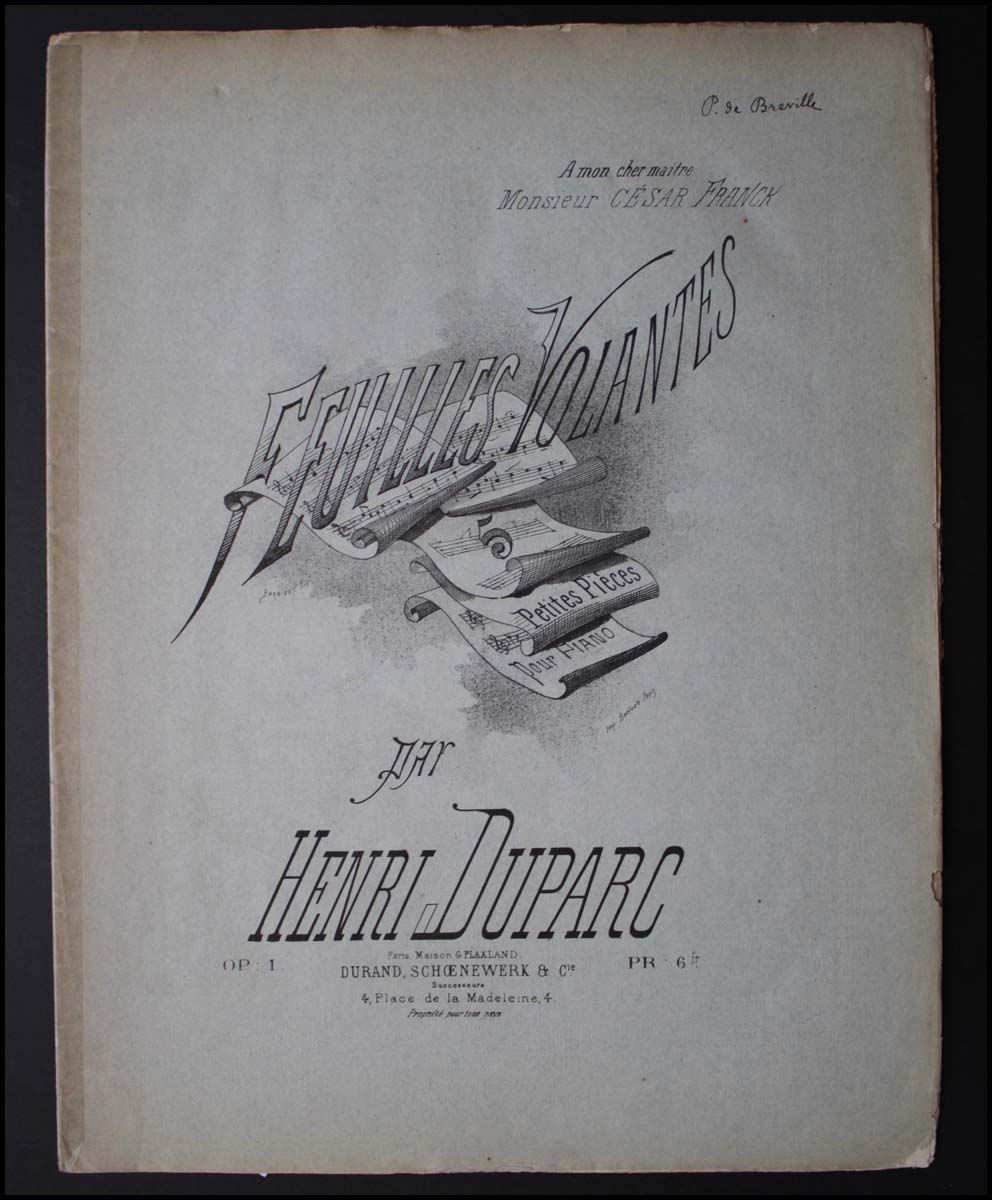 P. de Breville
A mon cher maître
Monsieur CÉSAR FRANCK
FEUILLES VOLANTES
5
Petites Pièces
pour PIANO
par
HENRI DUPARC
OP : 1
Paris, Maison G. FLAXLAND.
DURAND, SCHŒNEWERK & Cie
Successeurs
4, Place de la Madeleine, 4.
Propriété pour tous pays
PR : 6 fr